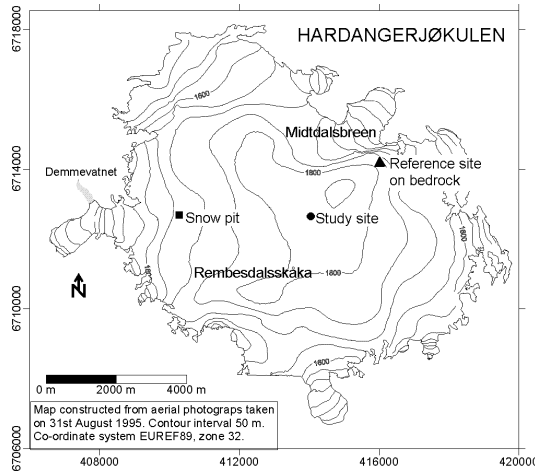 HARDANGERJØKULEN
6718000
1600
Midtdalsbreen
6714000
1800
Reference site
on bedrock
Demmevatnet
Snow pit
Study site
1800
1600
Rembesdalsskåka
1800
N
6710000
1600
0 m 2000 m 4000 m
Map constructed from aerial photograps taken
on 31st August 1995. Contour interval 50 m.
Co-ordinate system EUREF89, zone 32.
6706000
408000 412000 416000 420000